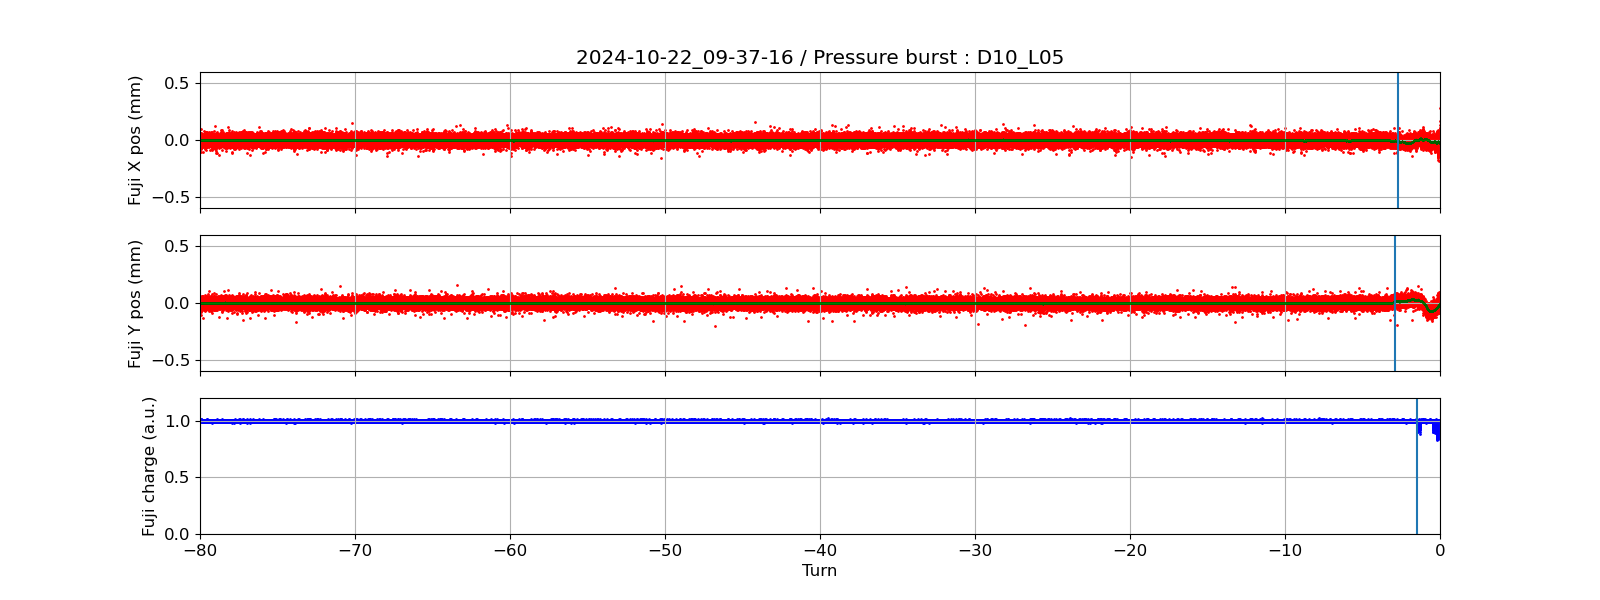 2024-10-22_09-37-16 / Pressure burst : D10_L05
Fuji X pos (mm)
0.5
0.0
−0.5
Fuji Y pos (mm)
0.5
0.0
−0.5
Fuji charge (a.u.)
1.0
0.5
0.0
−80 −70 −60 −50 −40 −30 −20 −10 0
Turn